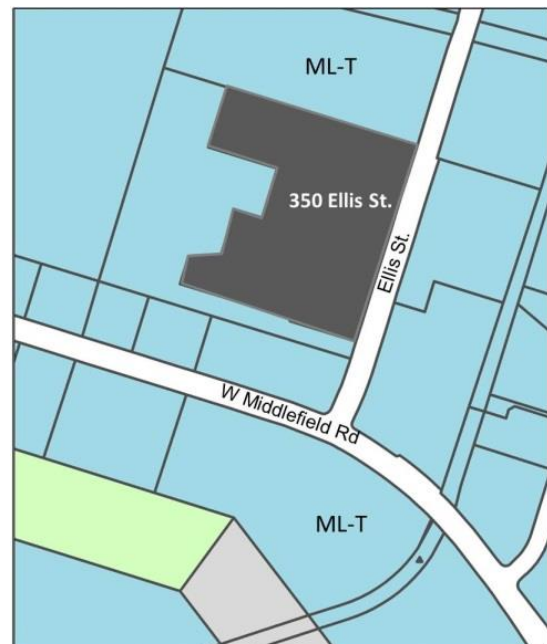 ML-T
350 Ellis St.
Ellis St.
W Middlefield Rd
ML-T